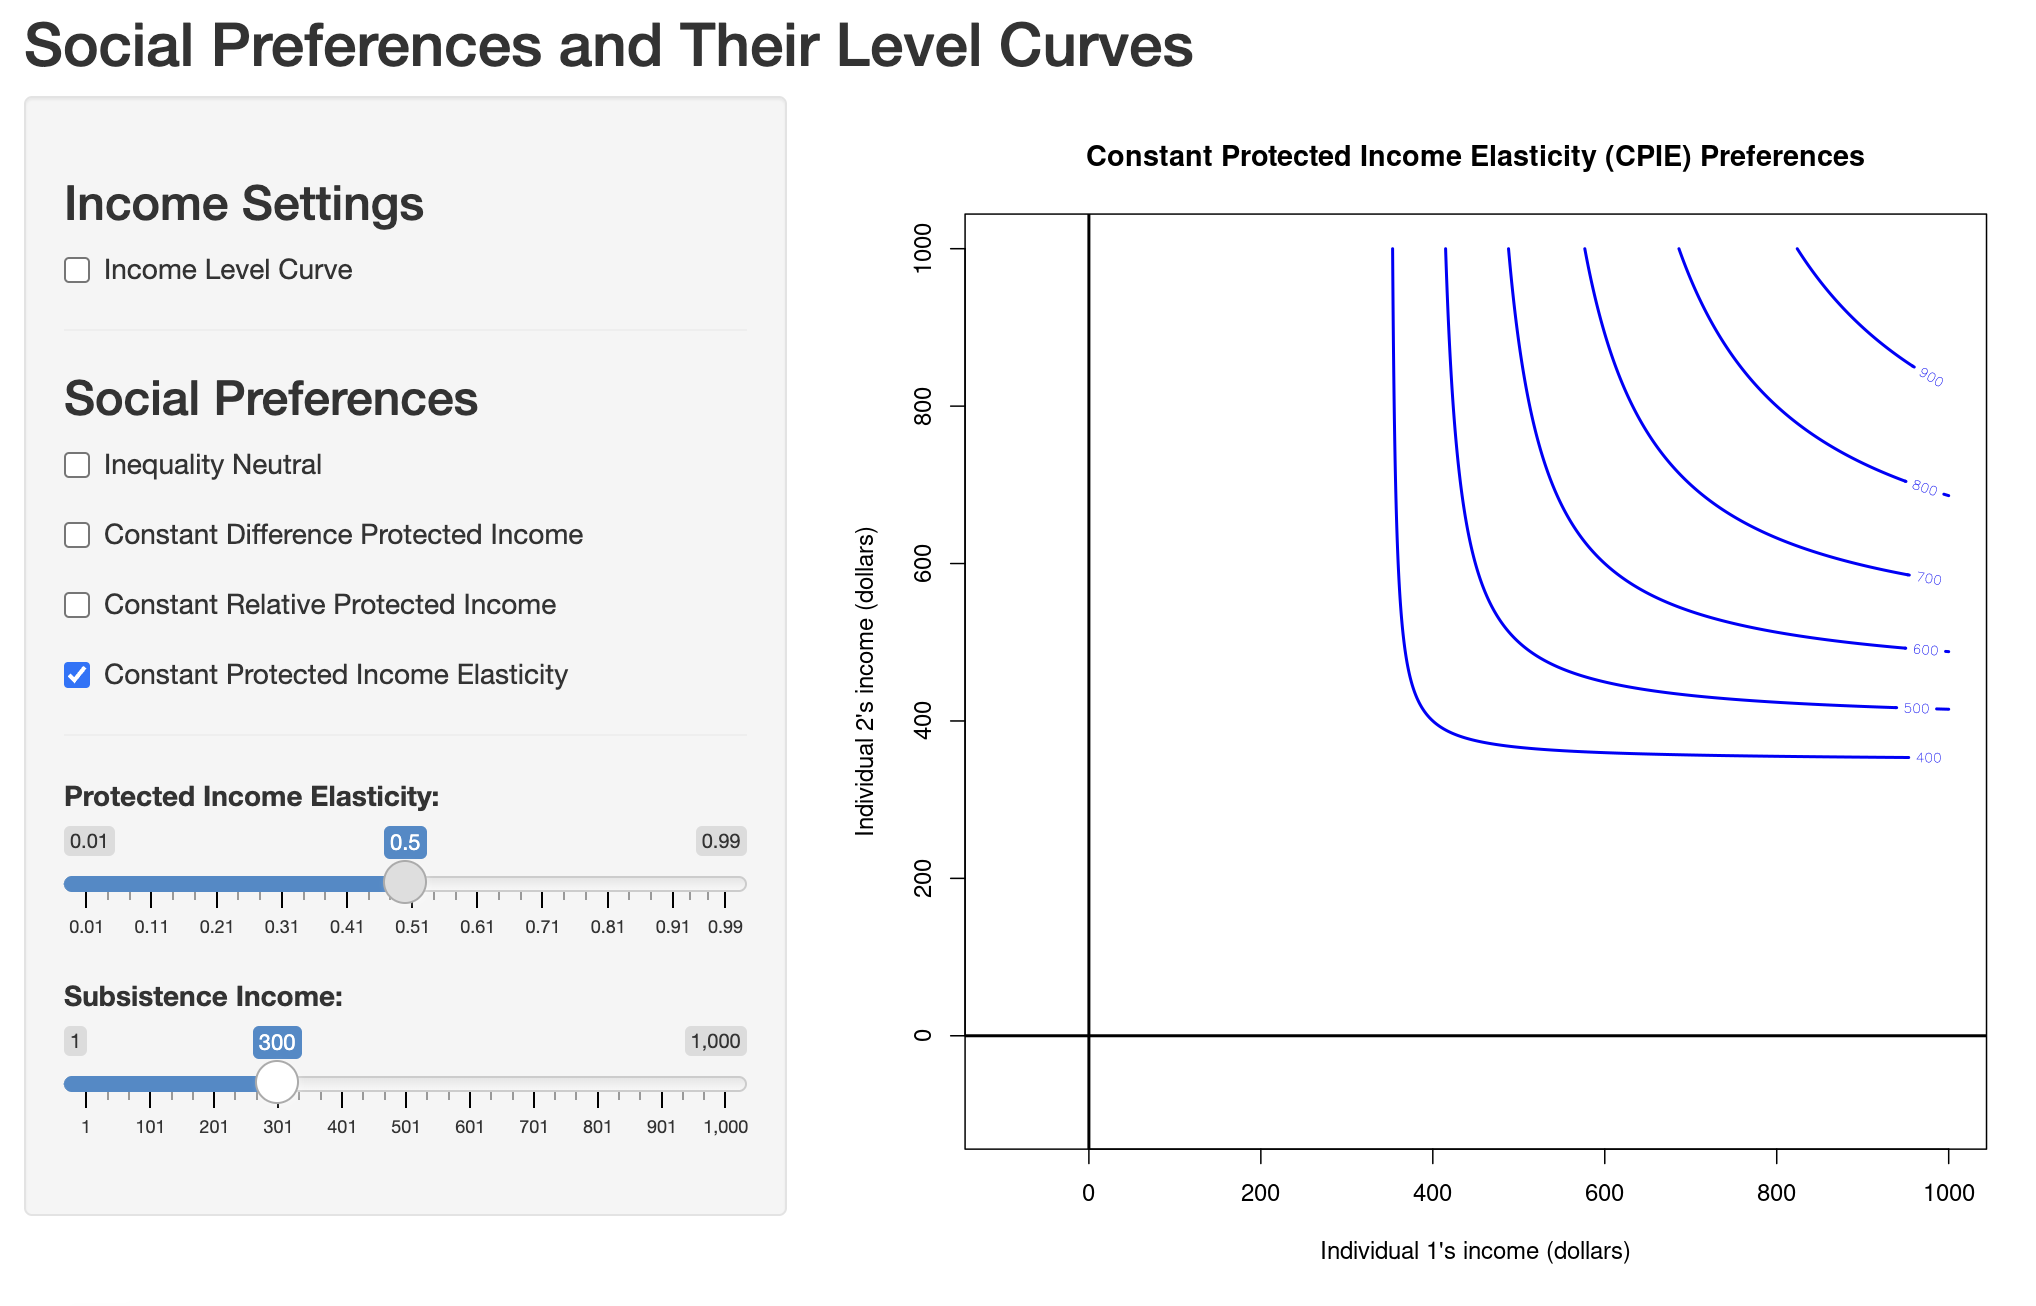 Social Preferences and Their Level Curves
Income Settings
Income Level Curve
Social Preferences
Inequality Neutral
Constant Difference Protected Income
Constant Relative Protected Income
Constant Protected Income Elasticity
Protected Income Elasticity:
0.01 0.5 0.99
0.01 0.11 0.21 0.31 0.41 0.51 0.61 0.71 0.81 0.91 0.99
Subsistence Income:
1 300 1,000
1 101 201 301 401 501 601 701 801 901 1,000
Constant Protected Income Elasticity (CPIE) Preferences
Individual 2's income (dollars)
1000
800
600
400
200
0
900
800
700
600
500
400
0 200 400 600 800 1000
Individual 1's income (dollars)